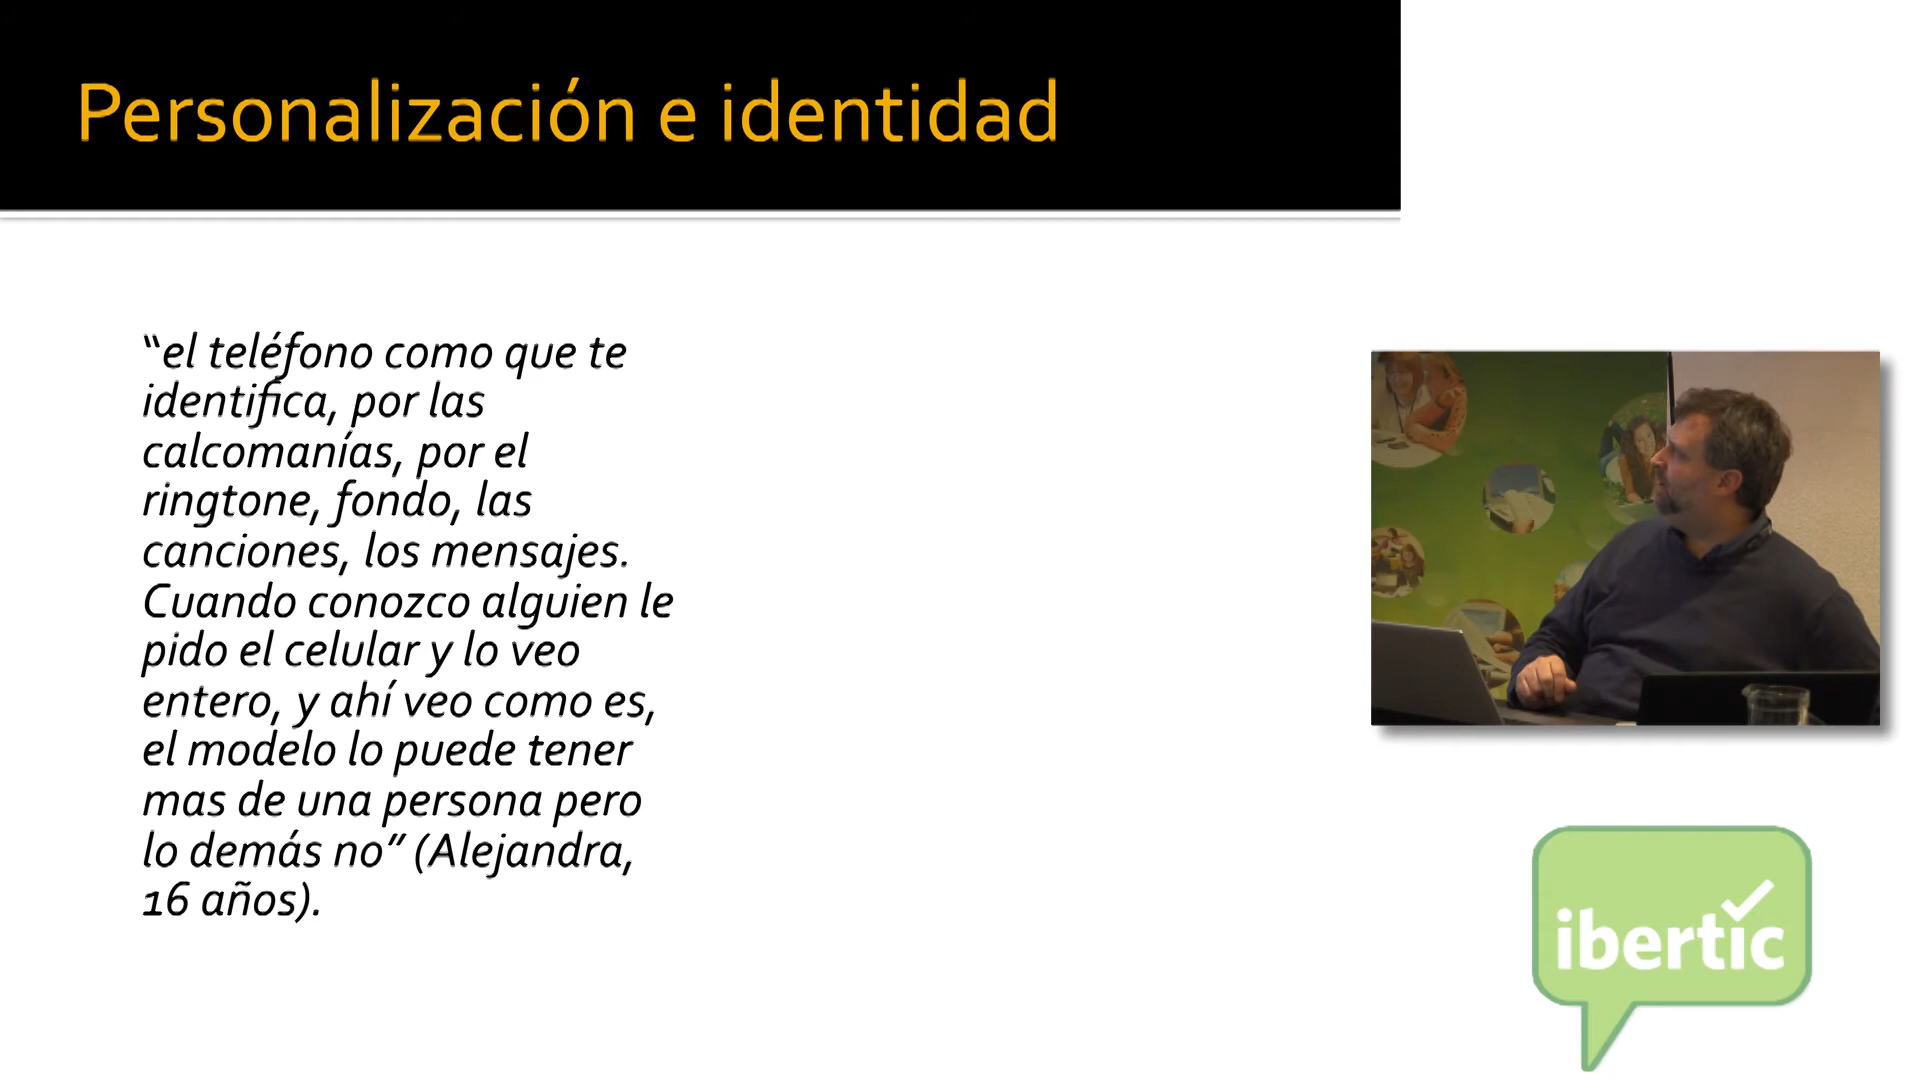 Personalización e identidad
“el teléfono como que te
identifica, por las
calcomanías, por el
ringtone, fondo, las
canciones, los mensajes.
Cuando conozco alguien le
pido el celular y lo veo
entero, y ahí veo como es,
el modelo lo puede tener
mas de una persona pero
lo demás no” (Alejandra,
16 años).
ibertic